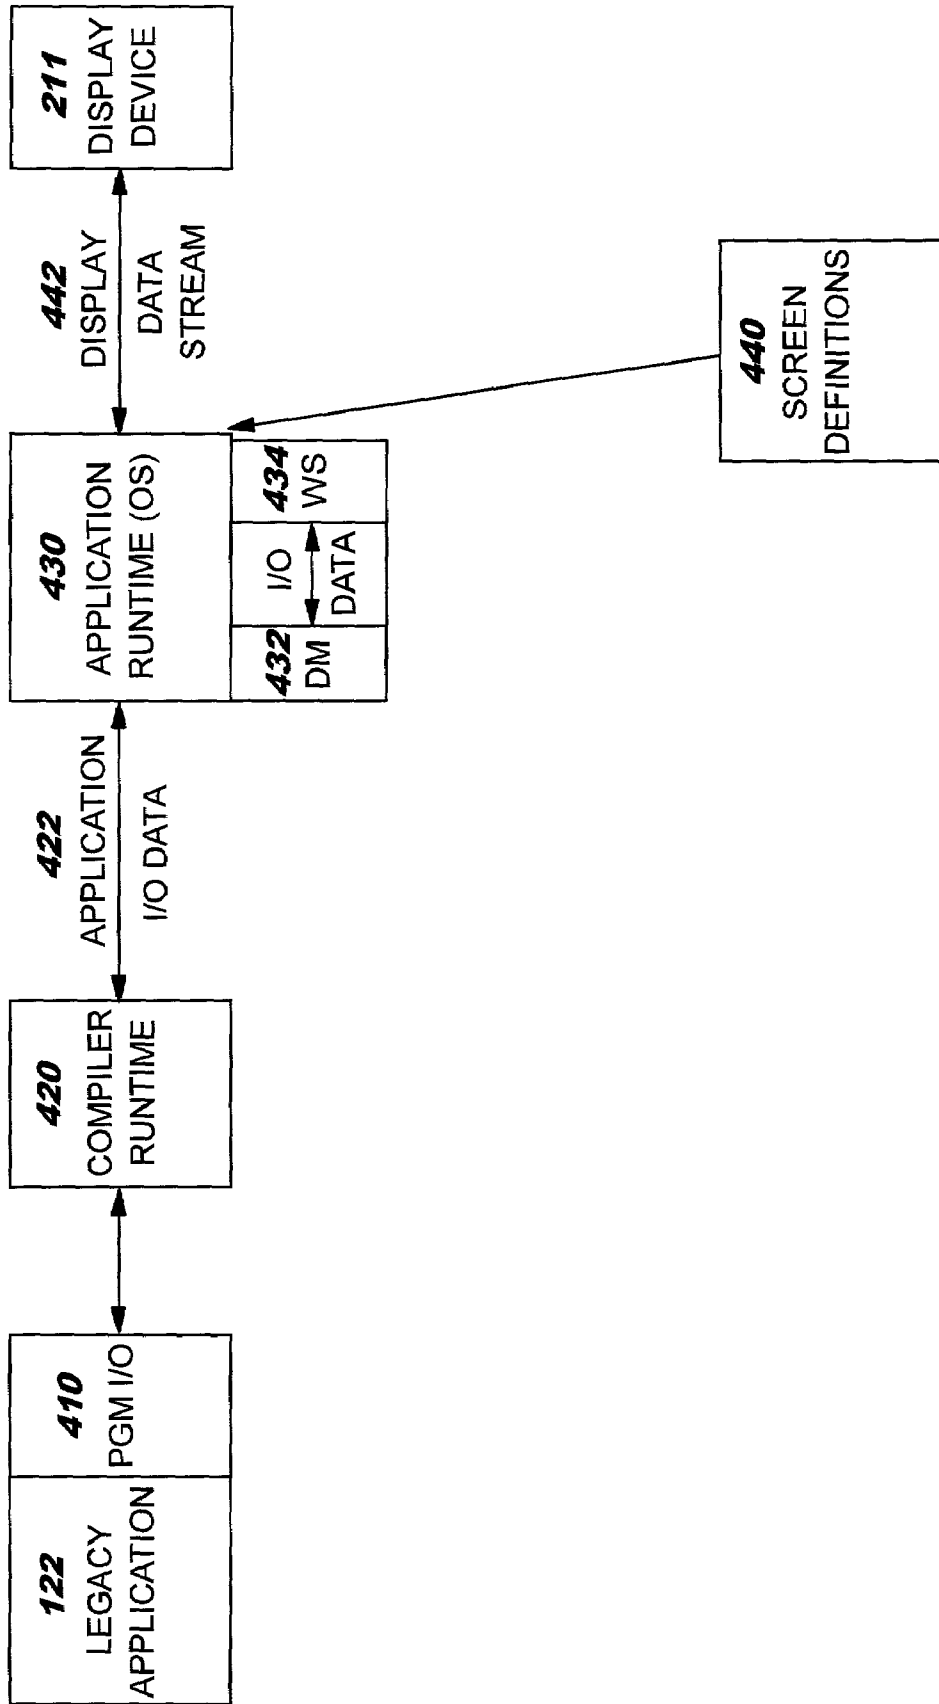 122
LEGACY
APPLICATION
410
PGM I/O
420
COMPILER
RUNTIME
422
APPLICATION
I/O DATA
430
APPLICATION
RUNTIME (OS)
432
DM
I/O
DATA
434
WS
442
DISPLAY
DATA
STREAM
211
DISPLAY
DEVICE
440
SCREEN
DEFINITIONS